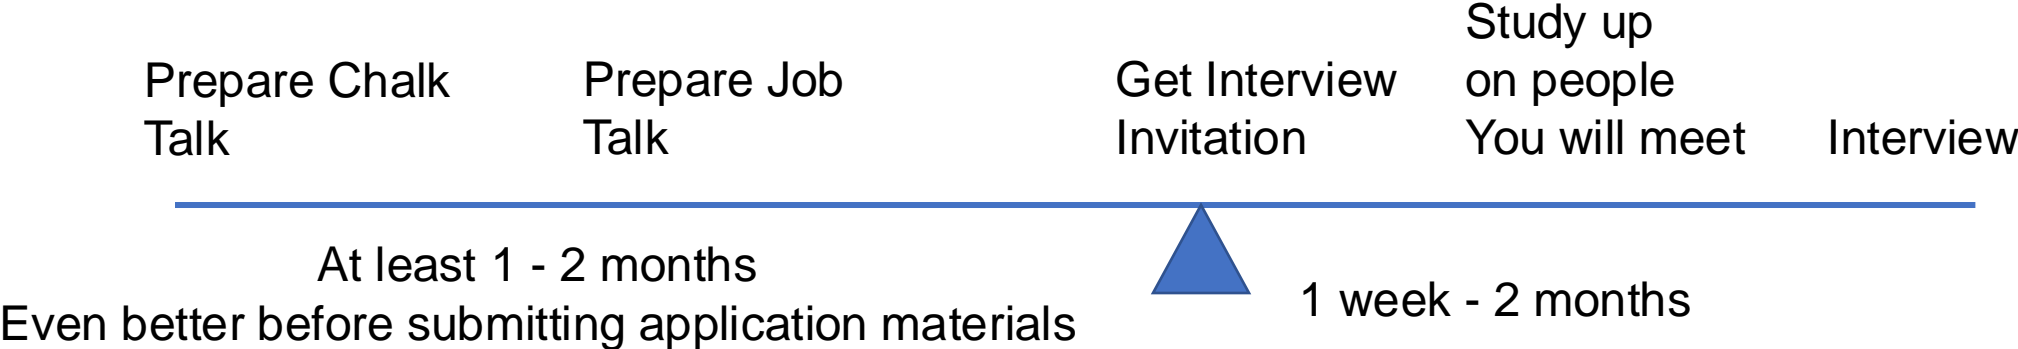 Prepare Chalk
Talk
Prepare Job
Talk
Get Interview
Invitation
Study up
on people
You will meet
Interview
At least 1 - 2 months
Even better before submitting application materials
1 week - 2 months